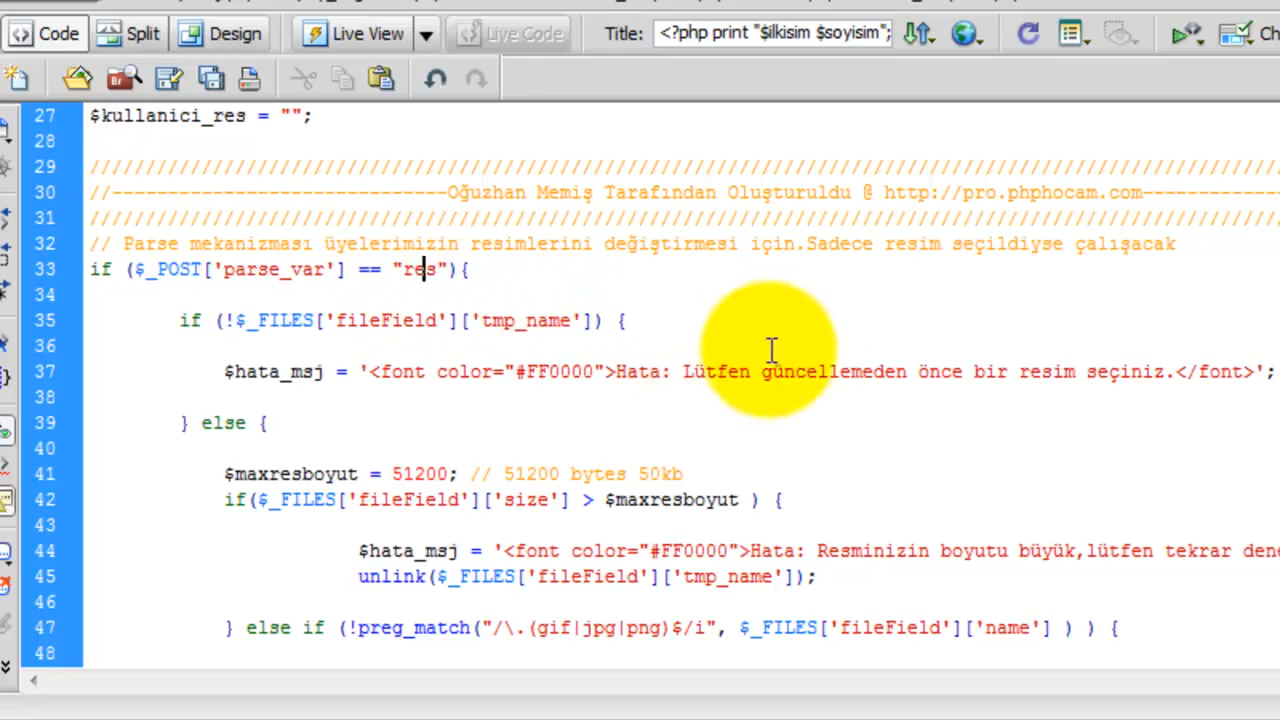 Code Split Design Live View Live Code Title: <?php print "$ilkisim $soyisim"; Ch
Br
27 $kullanici_res = "";
28
29 ////////////////////////////////////////////////////////////////////////////////////////////////////////////
30 //------------------------------Oğuzhan Memiş Tarafından Oluşturuldu @ http://pro.phphocam.com------------
31 ////////////////////////////////////////////////////////////////////////////////////////////////////////////
32 // Parse mekanizması üyelerimizin resimlerini değiştirmesi için.Sadece resim seçildiyse çalışacak
33 if ($_POST['parse_var'] == "res"){
34
35 if (!$_FILES['fileField']['tmp_name']) {
36
37 $hata_msj = '<font color="#FF0000">Hata: Lütfen güncellemeden önce bir resim seçiniz.</font>';
38
39 } else {
40
41 $maxresboyut = 51200; // 51200 bytes 50kb
42 if($_FILES['fileField']['size'] > $maxresboyut ) {
43
44 $hata_msj = '<font color="#FF0000">Hata: Resminizin boyutu büyük,lütfen tekrar dene
45 unlink($_FILES['fileField']['tmp_name']);
46
47 } else if (!preg_match("/\.(gif|jpg|png)$/i", $_FILES['fileField']['name'] ) ) {
48